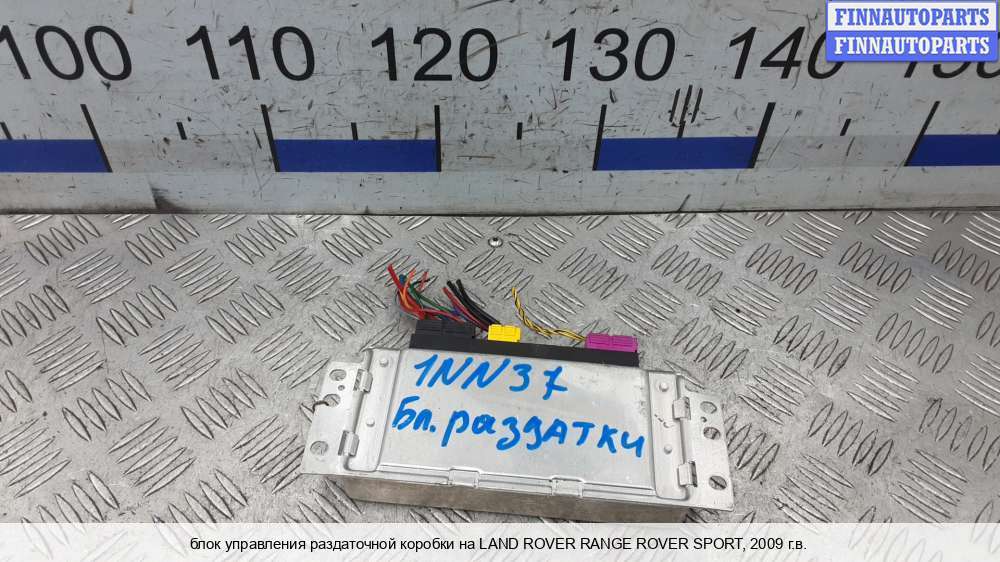 FINNAUTOPARTS
FINNAUTOPARTS
100 110 120 130 140
1NN37
Бл. раздатки
блок управления раздаточной коробки на LAND ROVER RANGE ROVER SPORT, 2009 г.в.